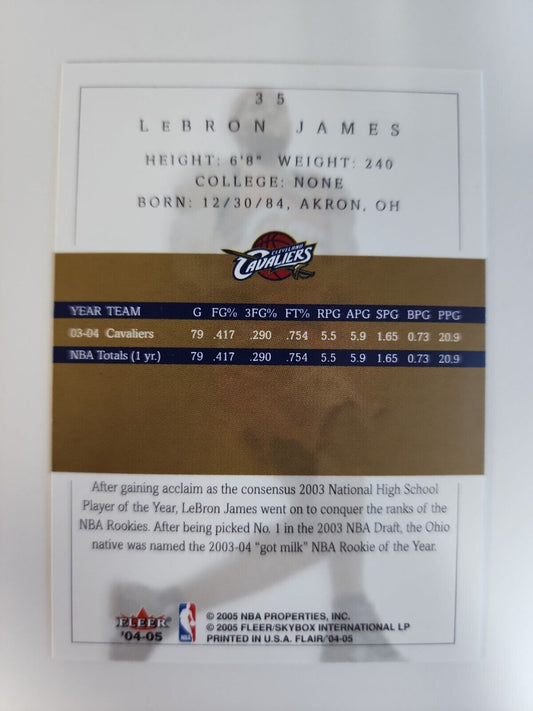 35
LEBRON JAMES
HEIGHT: 6'8" WEIGHT: 240
COLLEGE: NONE
BORN: 12/30/84, AKRON, OH
CLEVELAND
CAVALIERS
YEAR TEAM G FG% 3FG% FT% RPG APG SPG BPG PPG
03-04 Cavaliers 79 .417 .290 .754 5.5 5.9 1.65 0.73 20.9
NBA Totals (1 yr.) 79 .417 .290 .754 5.5 5.9 1.65 0.73 20.9
After gaining acclaim as the consensus 2003 National High School
Player of the Year, LeBron James went on to conquer the ranks of the
NBA Rookies. After being picked No. 1 in the 2003 NBA Draft, the Ohio
native was named the 2003-04 "got milk" NBA Rookie of the Year.
FLEER
'04-05
NBA
© 2005 NBA PROPERTIES, INC.
© 2005 FLEER/SKYBOX INTERNATIONAL LP
PRINTED IN U.S.A. FLAIR/'04-05